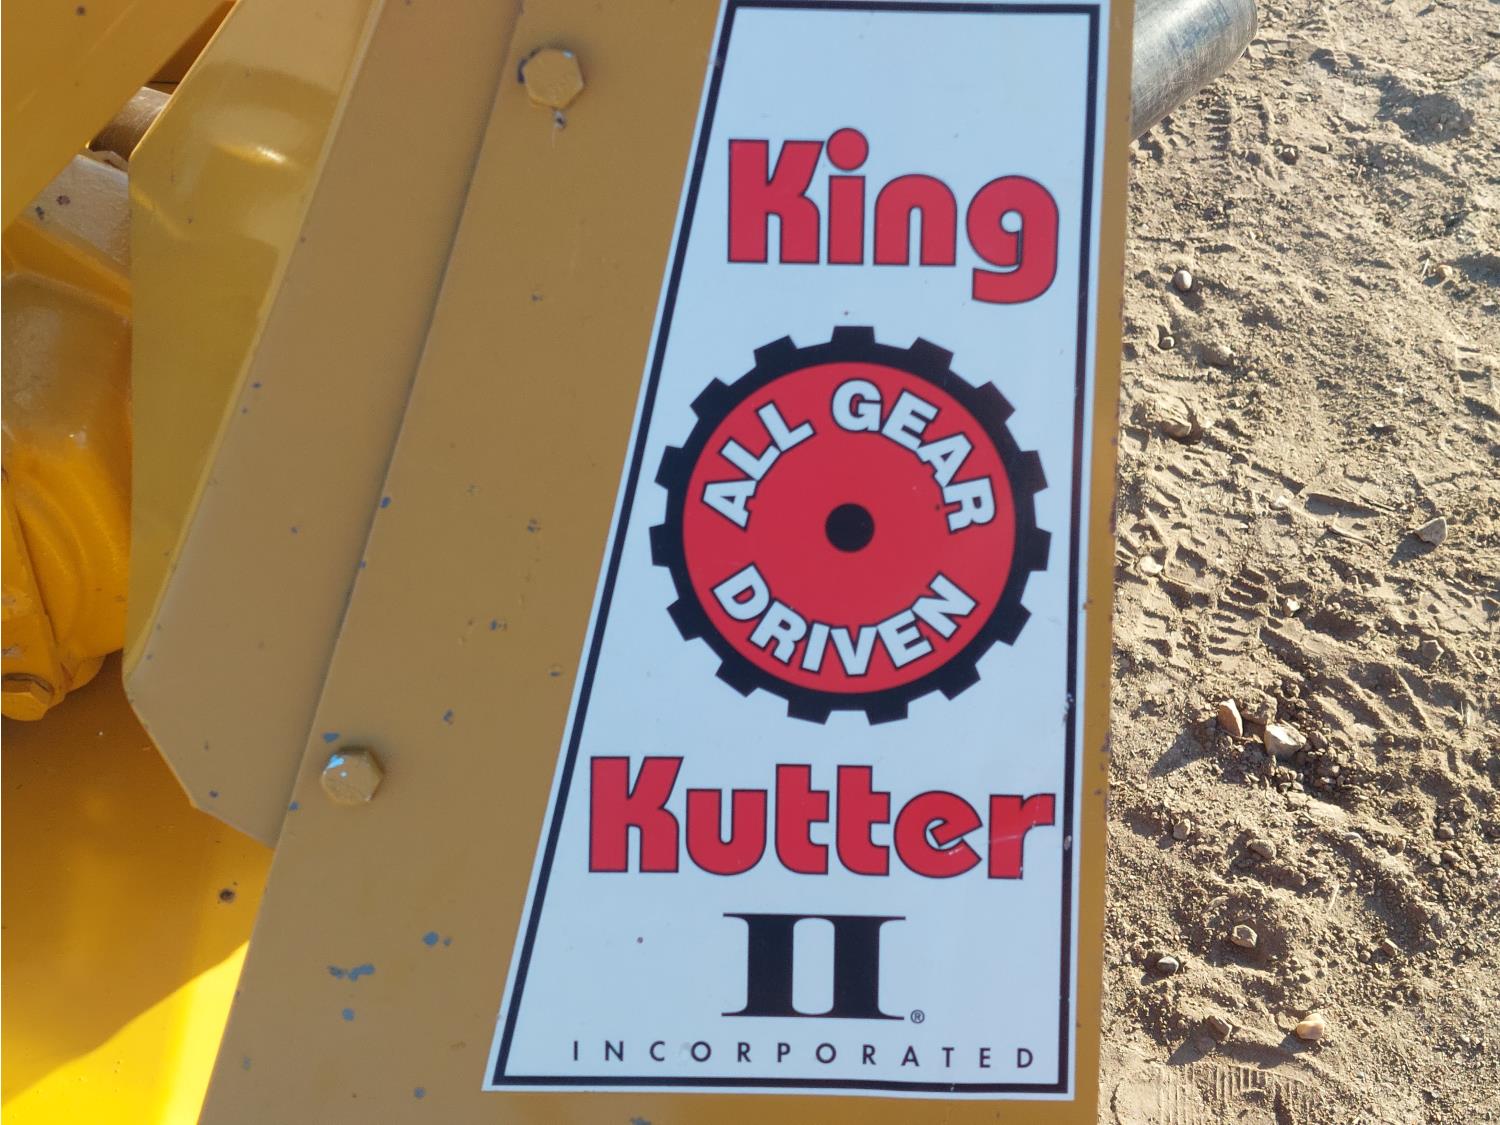 King
ALL GEAR
DRIVEN
Kutter
II®
INCORPORATED